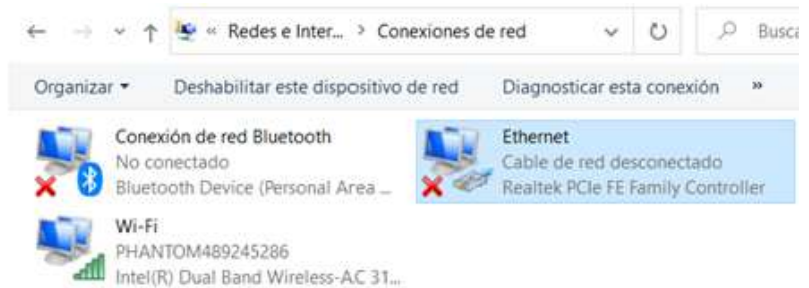 « Redes e Inter... > Conexiones de red
Busca
Organizar
Deshabilitar este dispositivo de red
Diagnosticar esta conexión
»
Conexión de red Bluetooth
No conectado
Bluetooth Device (Personal Area ...
Ethernet
Cable de red desconectado
Realtek PCIe FE Family Controller
Wi-Fi
PHANTOM489245286
Intel(R) Dual Band Wireless-AC 31...